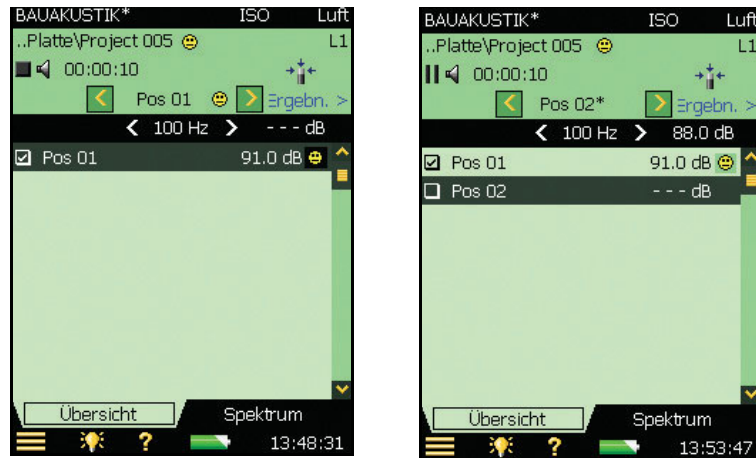 BAUAKUSTIK* ISO Luft
..Platte\Project 005 L1
00:00:10
< Pos 01 > Ergebn. >
< 100 Hz > - - - dB
Pos 01 91.0 dB
Übersicht Spektrum
? 13:48:31
BAUAKUSTIK* ISO Luft
..Platte\Project 005 L1
00:00:10
< Pos 02* > Ergebn. >
< 100 Hz > 88.0 dB
Pos 01 91.0 dB
Pos 02 - - - dB
Übersicht Spektrum
? 13:53:47